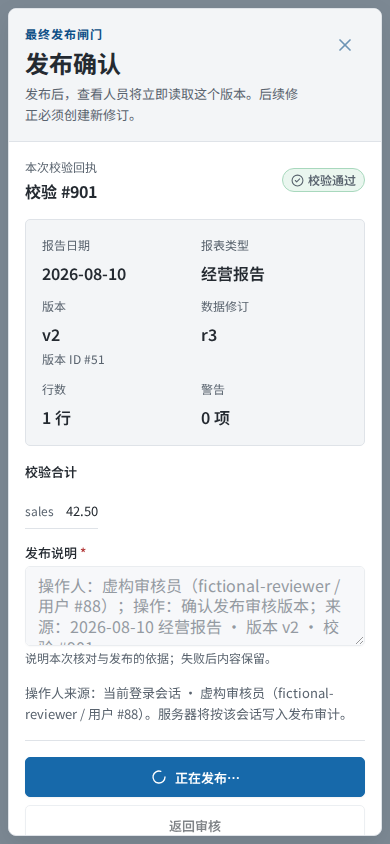 最终发布闸门
发布确认
发布后，查看人员将立即读取这个版本。后续修
正必须创建新修订。
本次校验回执
校验 #901
校验通过
报告日期
报表类型
2026-08-10
经营报告
版本
数据修订
v2
r3
版本 ID #51
行数
警告
1 行
0 项
校验合计
sales 42.50
发布说明 *
操作人：虚构审核员（fictional-reviewer /
用户 #88）；操作：确认发布审核版本；来
源：2026-08-10 经营报告 · 版本 v2 · 校
验 #901
说明本次核对与发布的依据；失败后内容保留。
操作人来源：当前登录会话 · 虚构审核员（fictional-
reviewer / 用户 #88）。服务器将按该会话写入发布审计。
正在发布…
返回审核